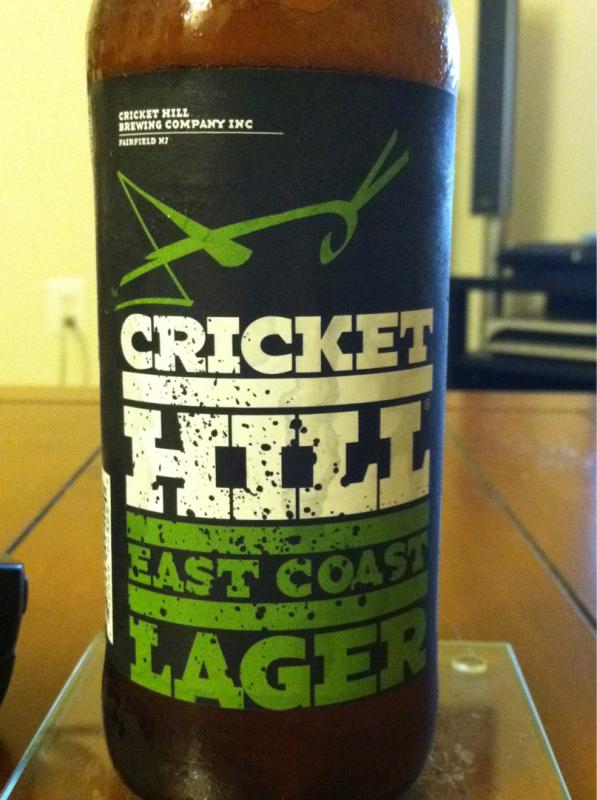 CRICKET HILL
BREWING COMPANY INC
FAIRFIELD NJ
CRICKET
HILL®
EAST COAST
LAGER